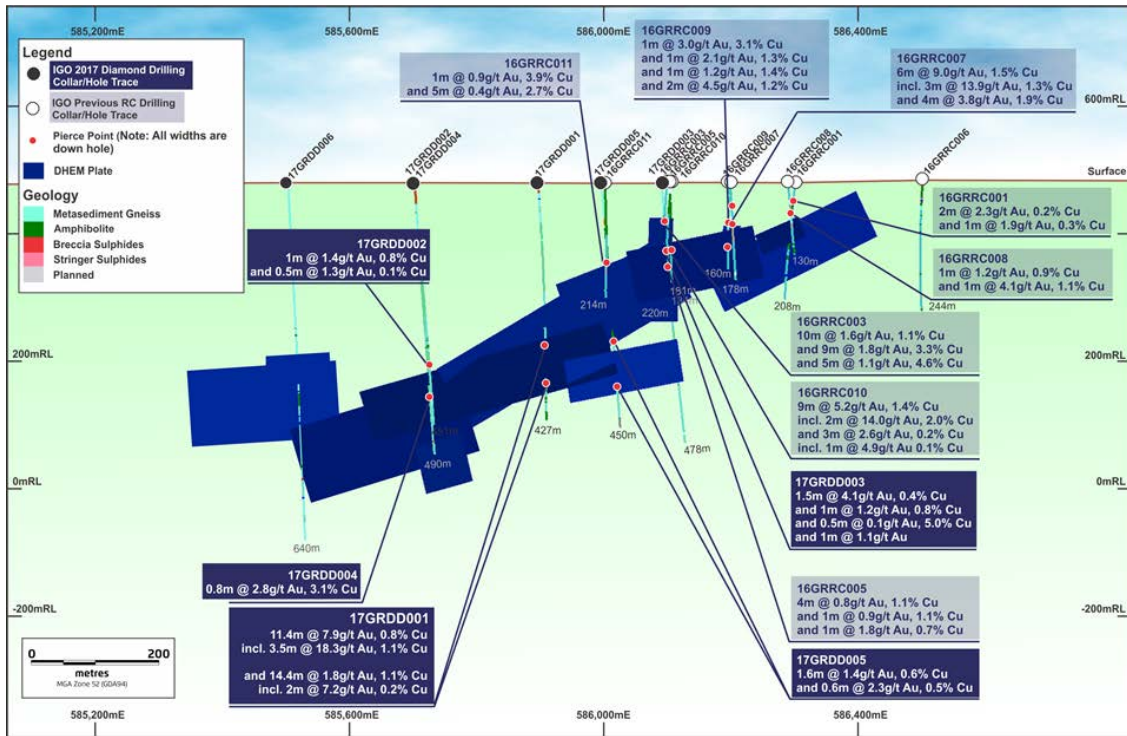 585,200mE
585,600mE
586,000mE
586,400mE
Legend
IGO 2017 Diamond Drilling
Collar/Hole Trace
IGO Previous RC Drilling
Collar/Hole Trace
Pierce Point (Note: All widths are
down hole)
DHEM Plate
Geology
Metasediment Gneiss
Amphibolite
Breccia Sulphides
Stringer Sulphides
Planned
16GRRC011
1m @ 0.9g/t Au, 3.9% Cu
and 5m @ 0.4g/t Au, 2.7% Cu
16GRRC009
1m @ 3.0g/t Au, 3.1% Cu
and 1m @ 2.1g/t Au, 1.3% Cu
and 1m @ 1.2g/t Au, 1.4% Cu
and 2m @ 4.5g/t Au, 1.2% Cu
16GRRC007
6m @ 9.0g/t Au, 1.5% Cu
incl. 3m @ 13.9g/t Au, 1.3% Cu
and 4m @ 3.8g/t Au, 1.9% Cu
600mRL
17GRDD006
17GRDD002
17GRDD004
17GRDD001
17GRDD005
16GRRC011
17GRDD003
16GRRC003
16GRRC005
16GRRC010
16GRRC009
16GRRC007
16GRRC008
16GRRC001
16GRRC006
Surface
17GRDD002
1m @ 1.4g/t Au, 0.8% Cu
and 0.5m @ 1.3g/t Au, 0.1% Cu
16GRRC001
2m @ 2.3g/t Au, 0.2% Cu
and 1m @ 1.9g/t Au, 0.3% Cu
16GRRC008
1m @ 1.2g/t Au, 0.9% Cu
and 1m @ 4.1g/t Au, 1.1% Cu
214m
220m
160m
178m
130m
208m
244m
200mRL
200mRL
16GRRC003
10m @ 1.6g/t Au, 1.1% Cu
and 9m @ 1.8g/t Au, 3.3% Cu
and 5m @ 1.1g/t Au, 4.6% Cu
16GRRC010
9m @ 5.2g/t Au, 1.4% Cu
incl. 2m @ 14.0g/t Au, 2.0% Cu
and 3m @ 2.6g/t Au, 0.2% Cu
incl. 1m @ 4.9g/t Au 0.1% Cu
427m
450m
478m
490m
640m
0mRL
0mRL
17GRDD003
1.5m @ 4.1g/t Au, 0.4% Cu
and 1m @ 1.2g/t Au, 0.8% Cu
and 0.5m @ 0.1g/t Au, 5.0% Cu
and 1m @ 1.1g/t Au
17GRDD004
0.8m @ 2.8g/t Au, 3.1% Cu
16GRRC005
4m @ 0.8g/t Au, 1.1% Cu
and 1m @ 0.9g/t Au, 1.1% Cu
and 1m @ 1.8g/t Au, 0.7% Cu
-200mRL
-200mRL
17GRDD001
11.4m @ 7.9g/t Au, 0.8% Cu
incl. 3.5m @ 18.3g/t Au, 1.1% Cu
and 14.4m @ 1.8g/t Au, 1.1% Cu
incl. 2m @ 7.2g/t Au, 0.2% Cu
17GRDD005
1.6m @ 1.4g/t Au, 0.6% Cu
and 0.6m @ 2.3g/t Au, 0.5% Cu
0
200
metres
MGA Zone 52 (GDA94)
585,200mE
585,600mE
586,000mE
586,400mE